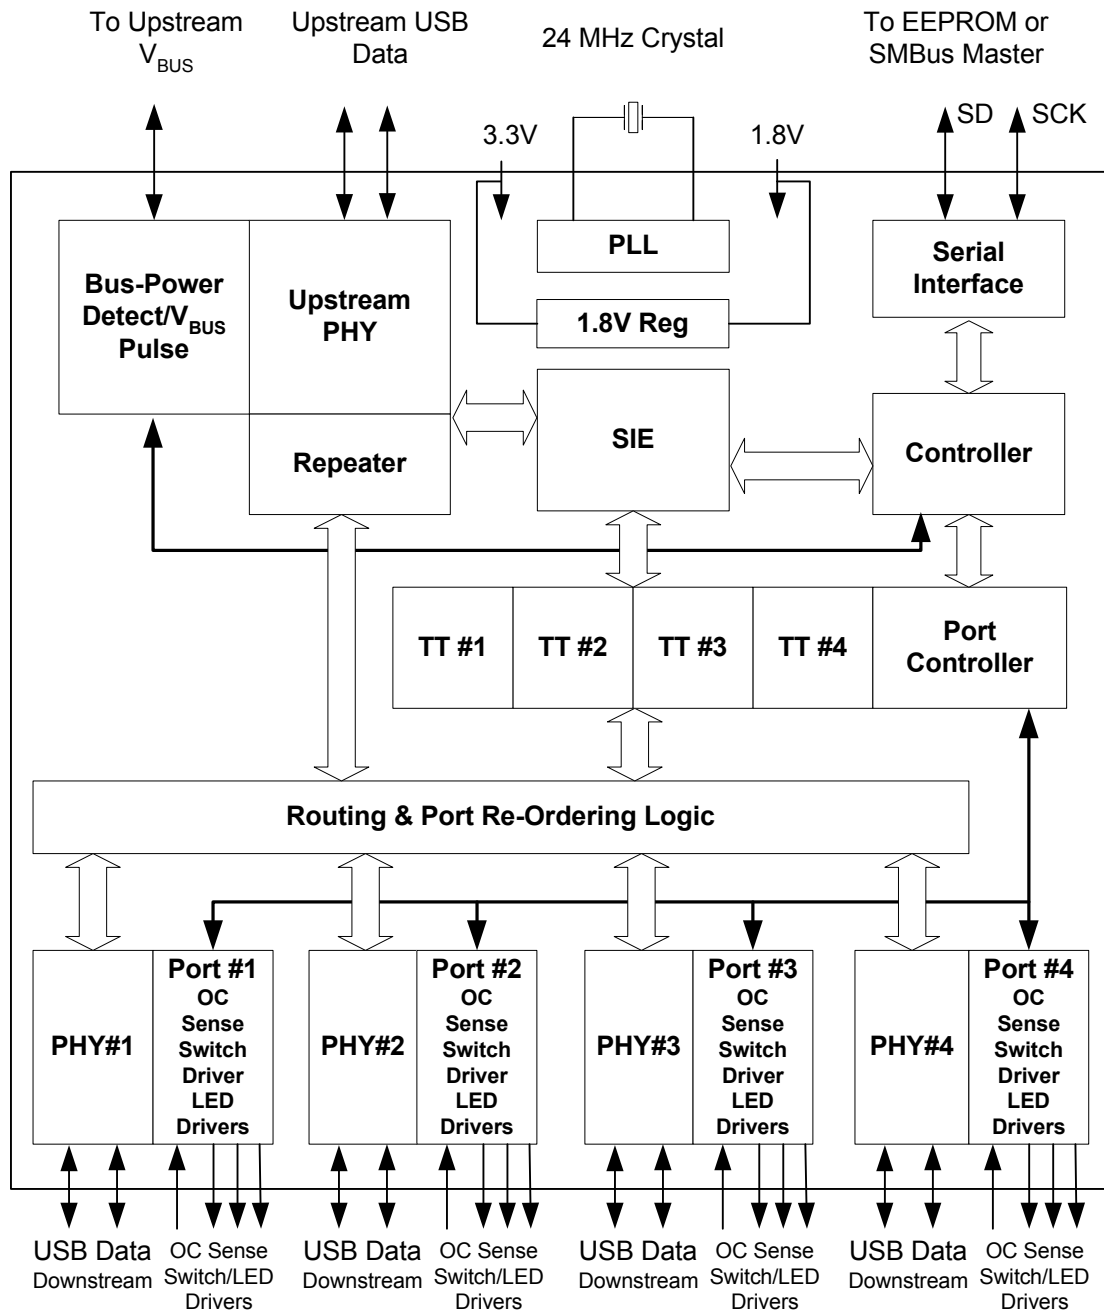 To Upstream
VBUS
Upstream USB
Data
24 MHz Crystal
To EEPROM or
SMBus Master
3.3V
1.8V
SD
SCK
Bus-Power
Detect/VBUS
Pulse
Upstream
PHY
PLL
1.8V Reg
Serial
Interface
Repeater
SIE
Controller
TT #1
TT #2
TT #3
TT #4
Port
Controller
Routing & Port Re-Ordering Logic
PHY#1
Port #1
OC
Sense
Switch
Driver
LED
Drivers
PHY#2
Port #2
OC
Sense
Switch
Driver
LED
Drivers
PHY#3
Port #3
OC
Sense
Switch
Driver
LED
Drivers
PHY#4
Port #4
OC
Sense
Switch
Driver
LED
Drivers
USB Data
Downstream
OC Sense
Switch/LED
Drivers
USB Data
Downstream
OC Sense
Switch/LED
Drivers
USB Data
Downstream
OC Sense
Switch/LED
Drivers
USB Data
Downstream
OC Sense
Switch/LED
Drivers